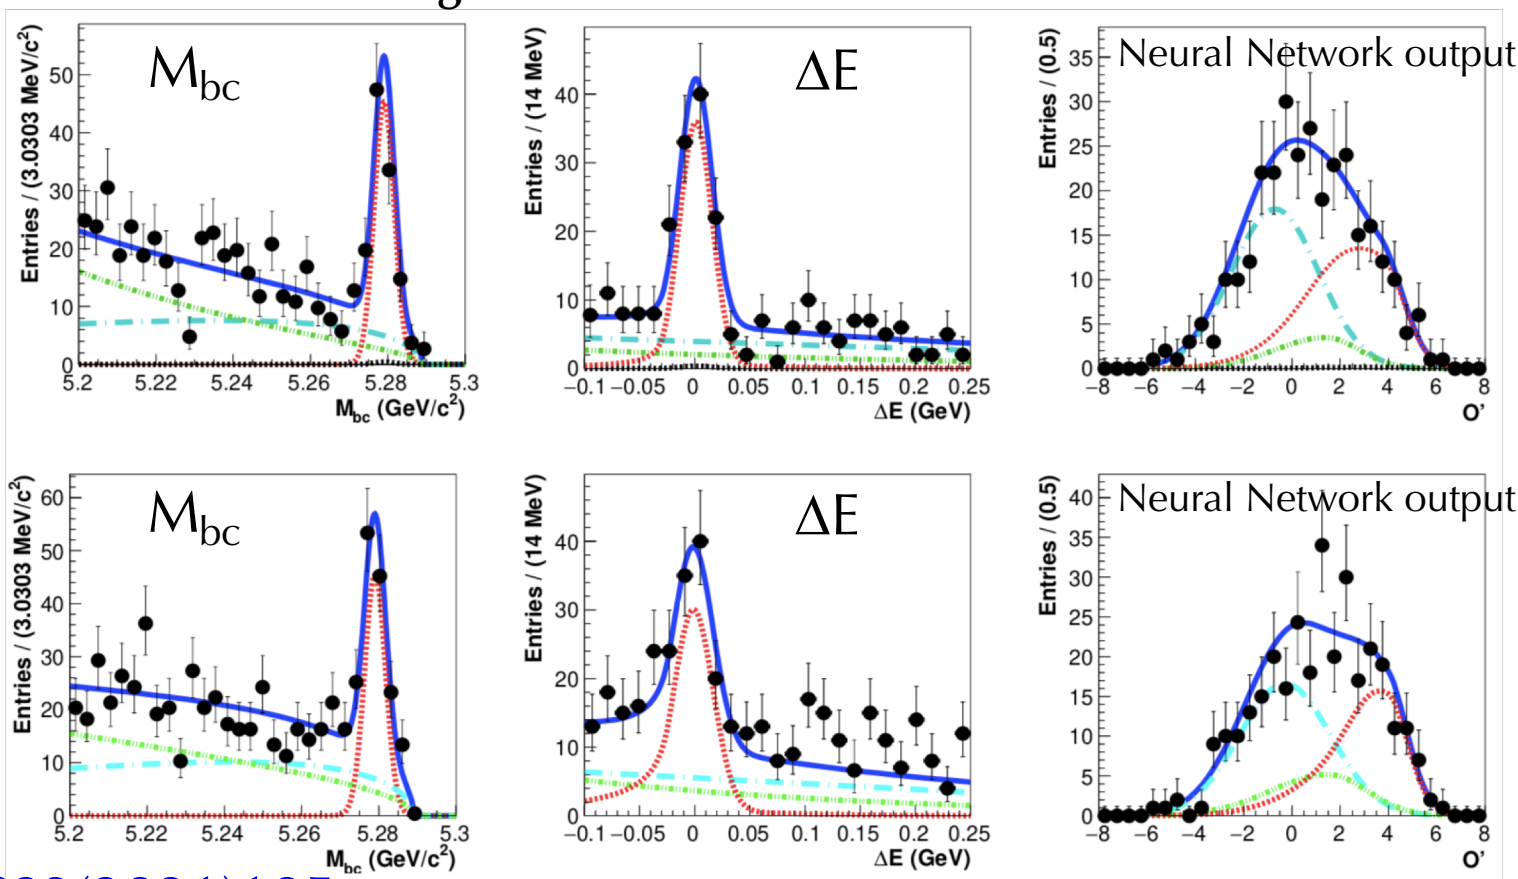 M_bc
ΔE
Neural Network output
Entries / (3.0303 MeV/c²)
0 10 20 30 40 50
5.2 5.22 5.24 5.26 5.28 5.3
M_bc (GeV/c²)
Entries / (14 MeV)
0 10 20 30 40
−0.1 −0.05 0 0.05 0.1 0.15 0.2 0.25
ΔE (GeV)
Entries / (0.5)
0 5 10 15 20 25 30 35
−8 −6 −4 −2 0 2 4 6 8
O'
M_bc
ΔE
Neural Network output
Entries / (3.0303 MeV/c²)
0 10 20 30 40 50 60
5.2 5.22 5.24 5.26 5.28 5.3
M_bc (GeV/c²)
Entries / (14 MeV)
0 10 20 30 40
−0.1 −0.05 0 0.05 0.1 0.15 0.2 0.25
ΔE (GeV)
Entries / (0.5)
0 5 10 15 20 25 30 35 40
−8 −6 −4 −2 0 2 4 6 8
O'